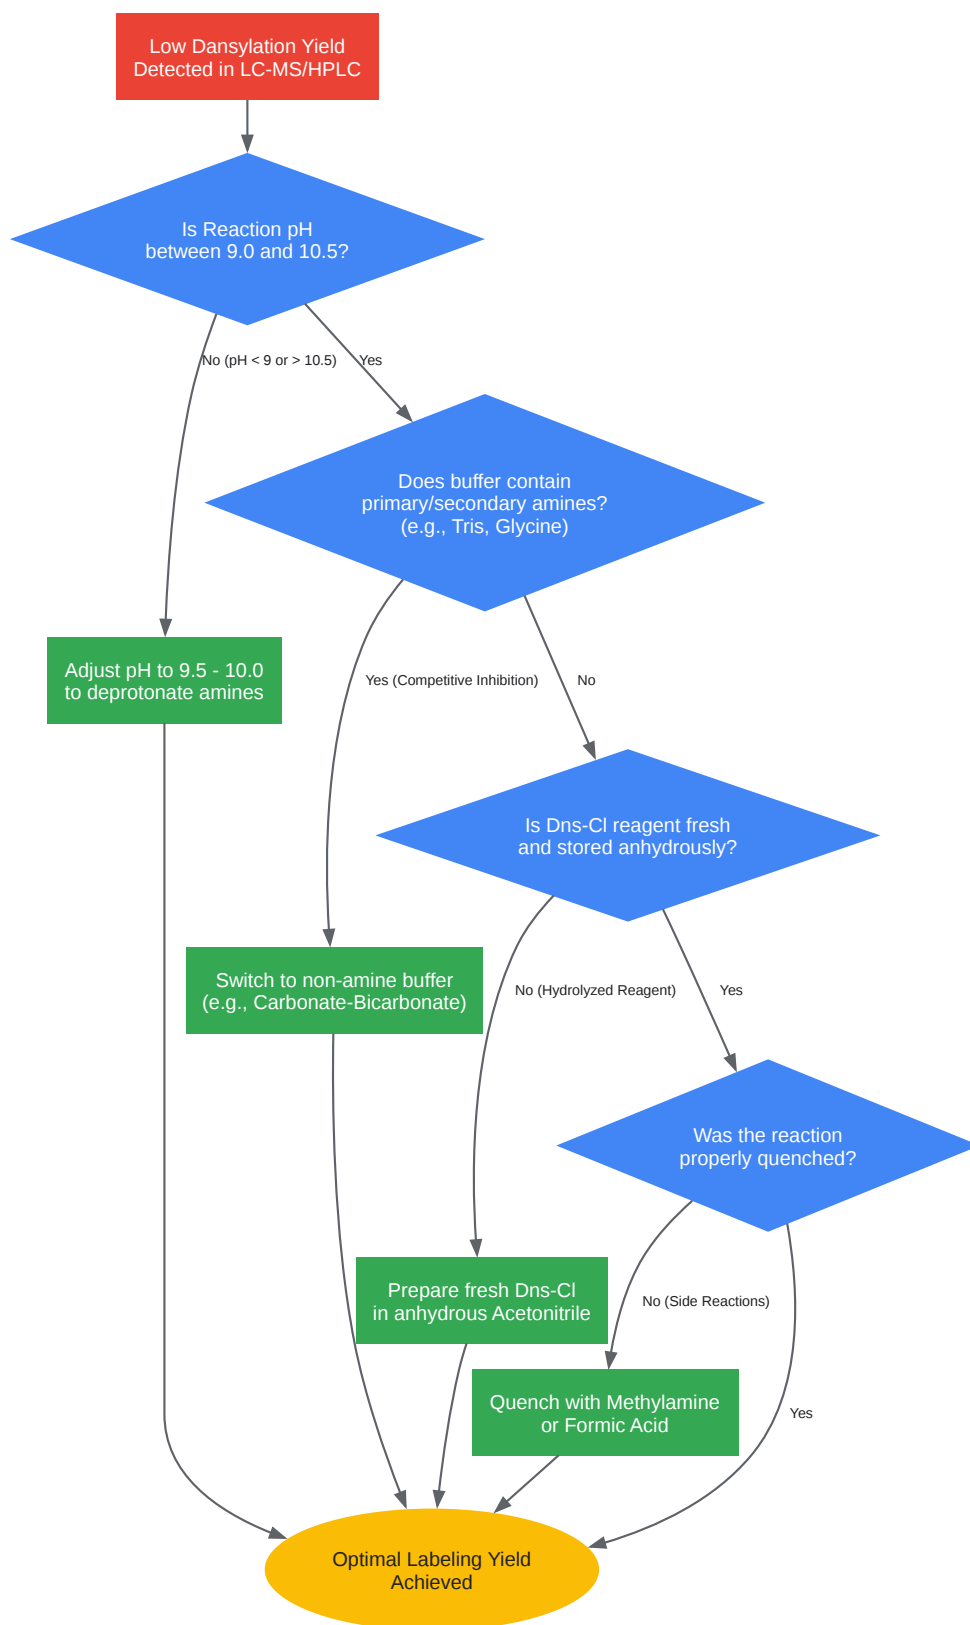 Low Dansylation Yield
Detected in LC-MS/HPLC
Is Reaction pH
between 9.0 and 10.5?
No (pH < 9 or > 10.5)
Yes
Does buffer contain
primary/secondary amines?
(e.g., Tris, Glycine)
Adjust pH to 9.5 - 10.0
to deprotonate amines
Yes (Competitive Inhibition)
No
Is Dns-Cl reagent fresh
and stored anhydrously?
Switch to non-amine buffer
(e.g., Carbonate-Bicarbonate)
No (Hydrolyzed Reagent)
Yes
Was the reaction
properly quenched?
Prepare fresh Dns-Cl
in anhydrous Acetonitrile
No (Side Reactions)
Quench with Methylamine
or Formic Acid
Yes
Optimal Labeling Yield
Achieved